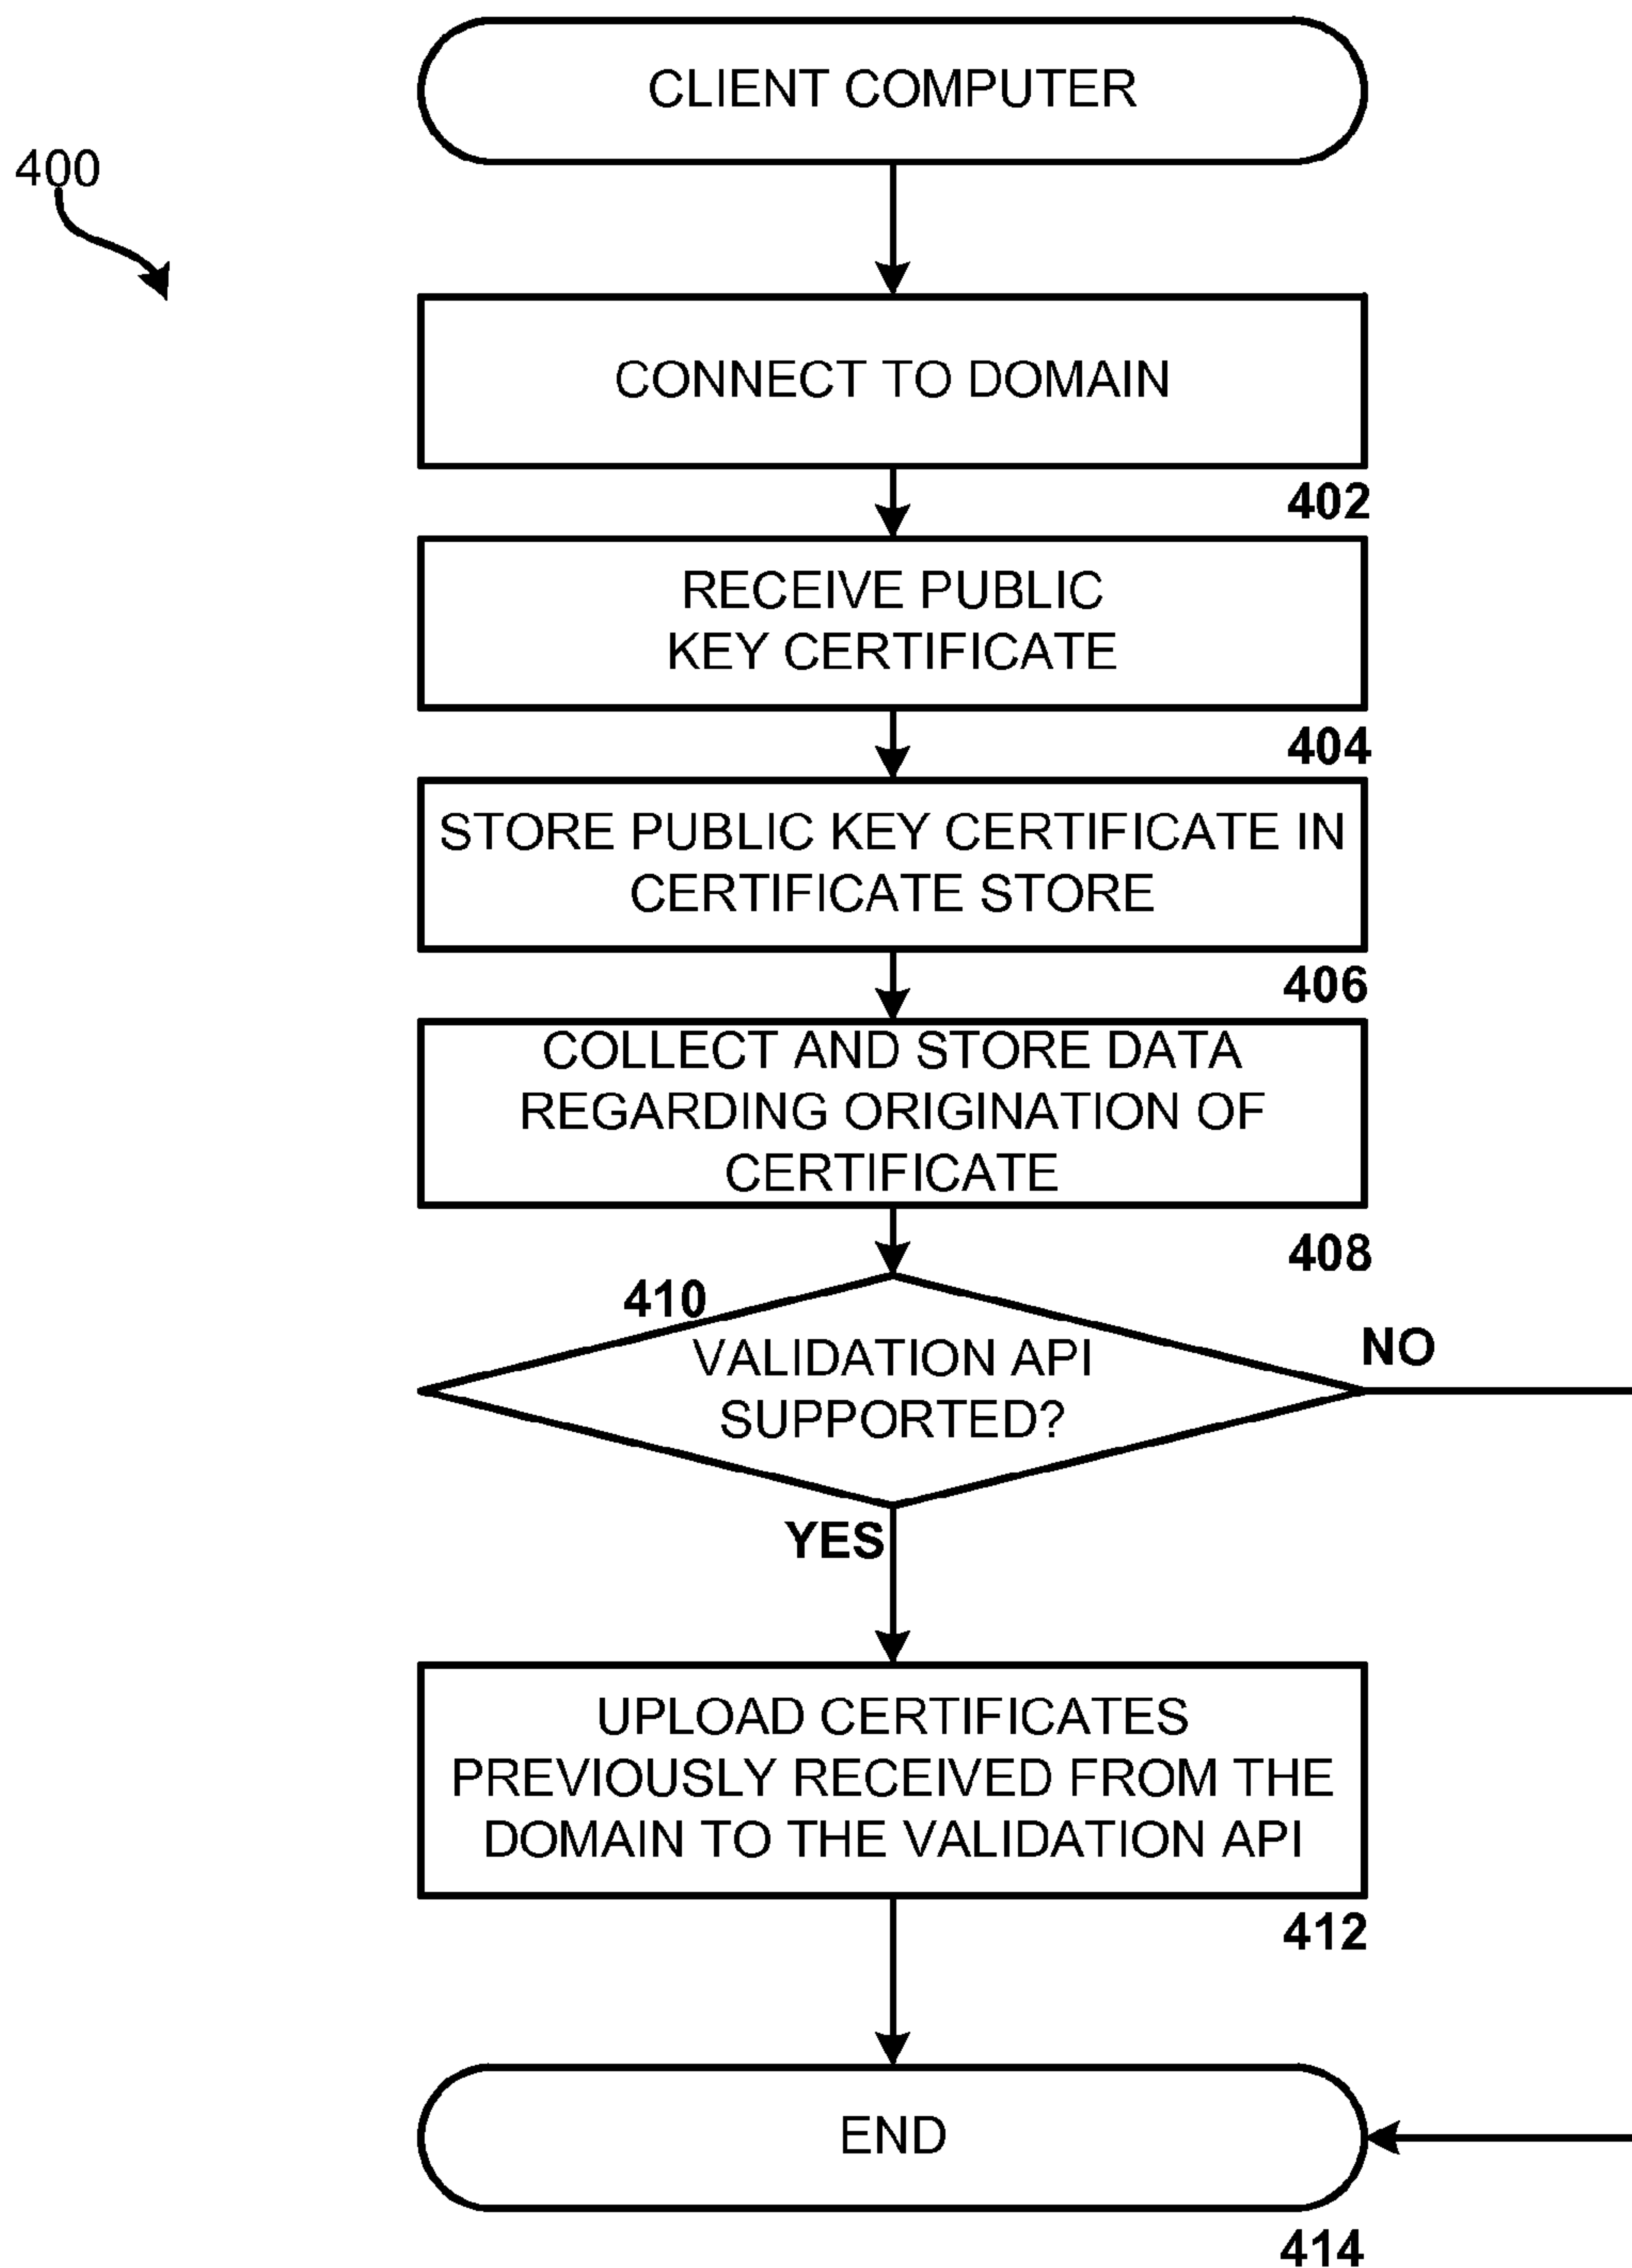 CLIENT COMPUTER
400
CONNECT TO DOMAIN
402
RECEIVE PUBLIC
KEY CERTIFICATE
404
STORE PUBLIC KEY CERTIFICATE IN
CERTIFICATE STORE
406
COLLECT AND STORE DATA
REGARDING ORIGINATION OF
CERTIFICATE
408
410
VALIDATION API
SUPPORTED?
NO
YES
UPLOAD CERTIFICATES
PREVIOUSLY RECEIVED FROM THE
DOMAIN TO THE VALIDATION API
412
END
414